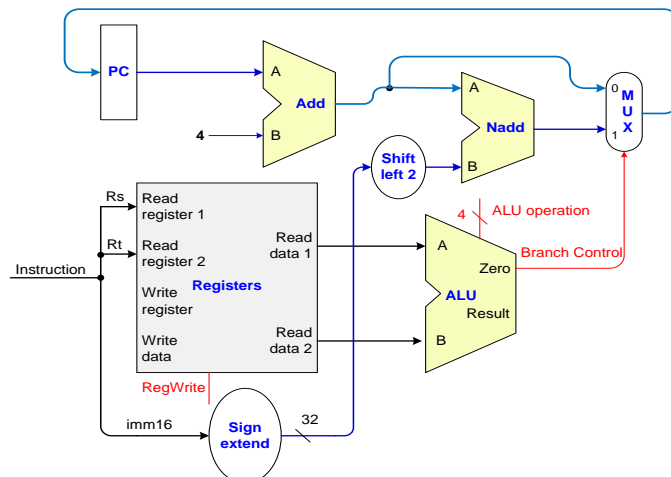 PC
A
Add
4
B
A
Nadd
B
0
M
U
X
1
Shift
left 2
Rs
Read
register 1
Rt
Read
register 2
Instruction
Write
register
Registers
Write
data
Read
data 1
Read
data 2
4
ALU operation
A
Zero
ALU
Result
B
Branch Control
RegWrite
imm16
Sign
extend
32